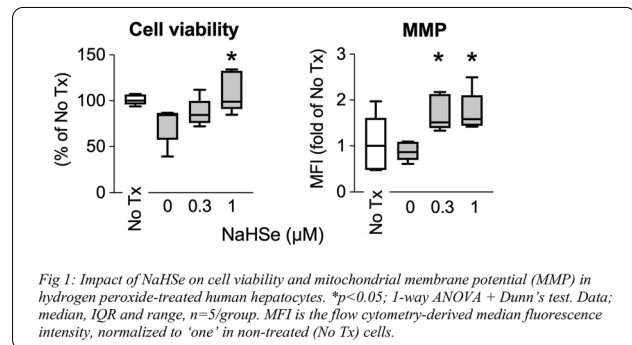 Cell viability
MMP
(% of No Tx)
150
100
50
0
*
No Tx
0
0.3
1
MFI (fold of No Tx)
3
2
1
0
*
*
No Tx
0
0.3
1
NaHSe (µM)
Fig 1: Impact of NaHSe on cell viability and mitochondrial membrane potential (MMP) in
hydrogen peroxide-treated human hepatocytes. *p<0.05; 1-way ANOVA + Dunn's test. Data;
median, IQR and range, n=5/group. MFI is the flow cytometry-derived median fluorescence
intensity, normalized to 'one' in non-treated (No Tx) cells.